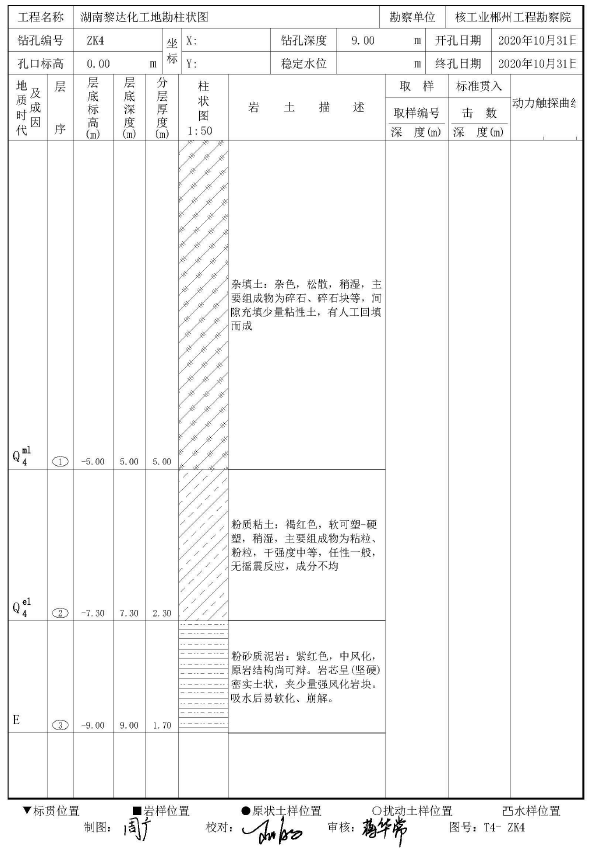 工程名称 湖南黎达化工地勘柱状图 勘察单位 核工业郴州工程勘察院
钻孔编号 ZK4 坐标 X: 钻孔深度 9.00 m 开孔日期 2020年10月31日
孔口标高 0.00 m Y: 稳定水位 m 终孔日期 2020年10月31日
地质时代及成因 层序 层底标高(m) 层底深度(m) 分层厚度(m) 柱状图 1:50 岩土描述 取样 标准贯入 动力触探曲线
取样编号 击数
深度(m) 深度(m)
杂填土：杂色，松散，稍湿，主
要组成物为碎石、碎石块等，间
隙充填少量粘性土，有人工回填
而成
Q4ml ① -5.00 5.00 5.00
粉质粘土：褐红色，软可塑-硬
塑，稍湿，主要组成物为粘粒、
粉粒，干强度中等，任性一般，
无摇震反应，成分不均
Q4el ② -7.30 7.30 2.30
粉砂质泥岩：紫红色，中风化，
原岩结构尚可辩。岩芯呈(坚硬)
密实土状，夹少量强风化岩块。
吸水后易软化、崩解。
E ③ -9.00 9.00 1.70
▼标贯位置 ■岩样位置 ●原状土样位置 ○扰动土样位置 凸水样位置
制图： 校对： 审核： 蒋华常 图号：T4- ZK4